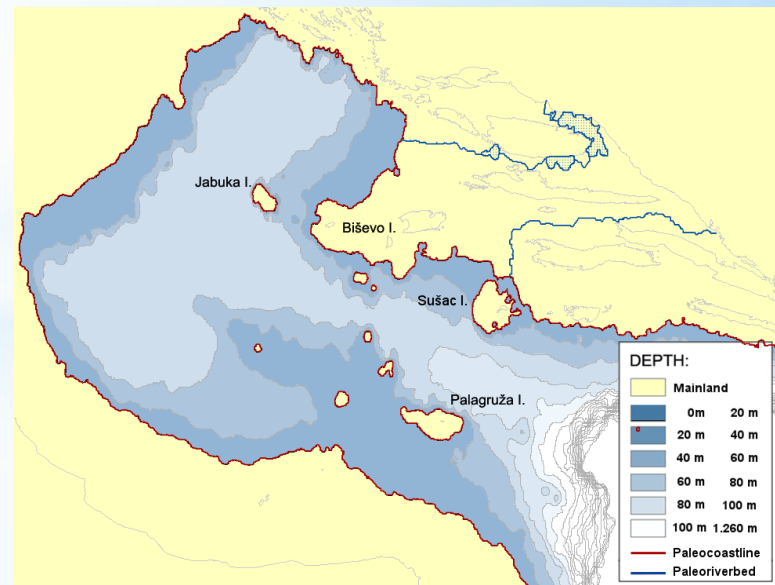 Jabuka I.
Biševo I.
Sušac I.
Palagruža I.
DEPTH:
Mainland
0m 20 m
20 m 40 m
40 m 60 m
60 m 80 m
80 m 100 m
100 m 1.260 m
Paleocoastline
Paleoriverbed